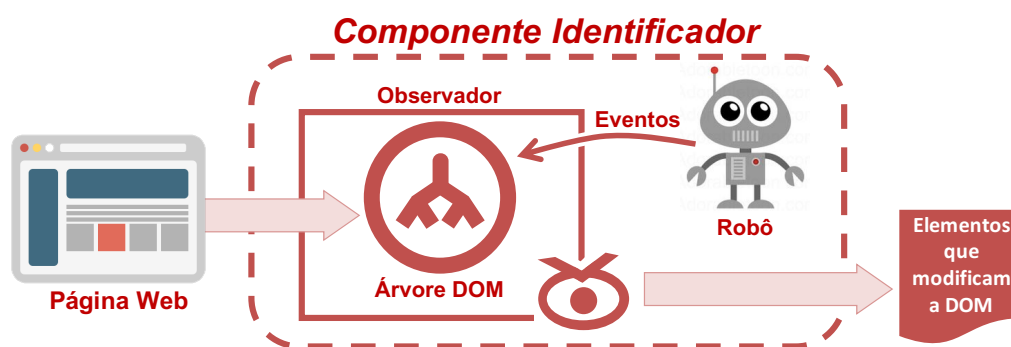 Componente Identificador
Observador
Eventos
Robô
Árvore DOM
Página Web
Elementos
que
modificam
a DOM